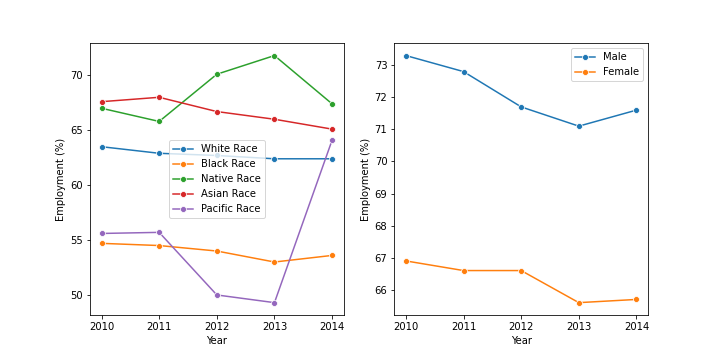 70
65
60
55
50
Employment (%)
White Race
Black Race
Native Race
Asian Race
Pacific Race
2010 2011 2012 2013 2014
Year
73
72
71
70
69
68
67
66
Employment (%)
Male
Female
2010 2011 2012 2013 2014
Year